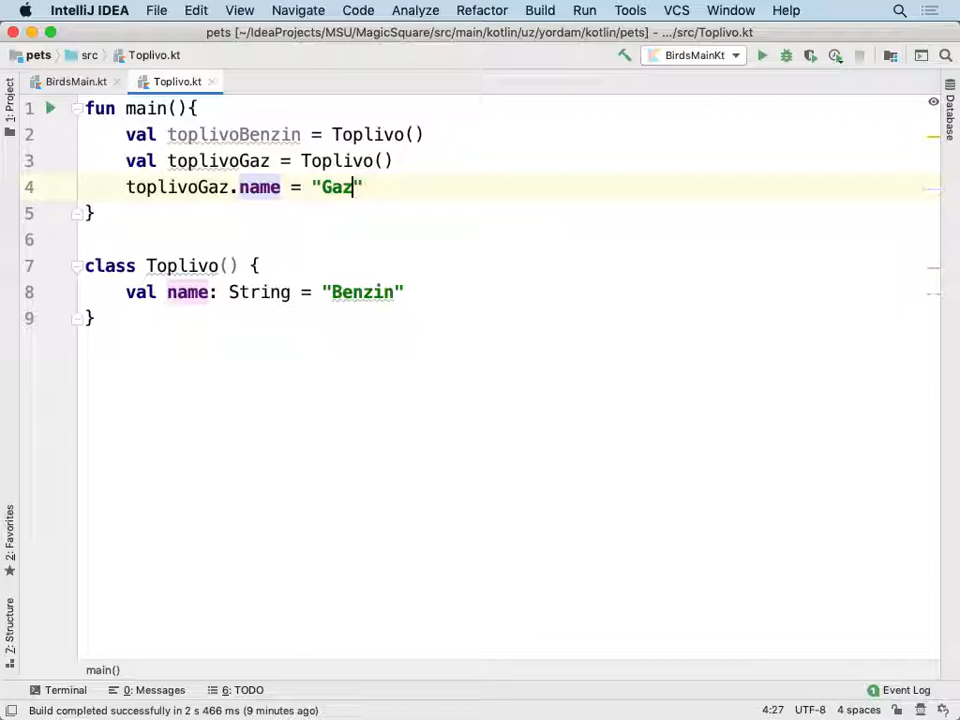 IntelliJ IDEA File Edit View Navigate Code Analyze Refactor Build Run Tools VCS Window Help
pets [~/IdeaProjects/MSU/MagicSquare/src/main/kotlin/uz/yordam/kotlin/pets] - .../src/Toplivo.kt
pets src Toplivo.kt BirdsMainKt
BirdsMain.kt Toplivo.kt
1: Project
Database
2: Favorites
7: Structure
1 fun main(){
2 val toplivoBenzin = Toplivo()
3 val toplivoGaz = Toplivo()
4 toplivoGaz.name = "Gaz"
5 }
6
7 class Toplivo() {
8 val name: String = "Benzin"
9 }
main()
Terminal 0: Messages 6: TODO Event Log
Build completed successfully in 2 s 466 ms (9 minutes ago) 4:27 UTF-8 4 spaces